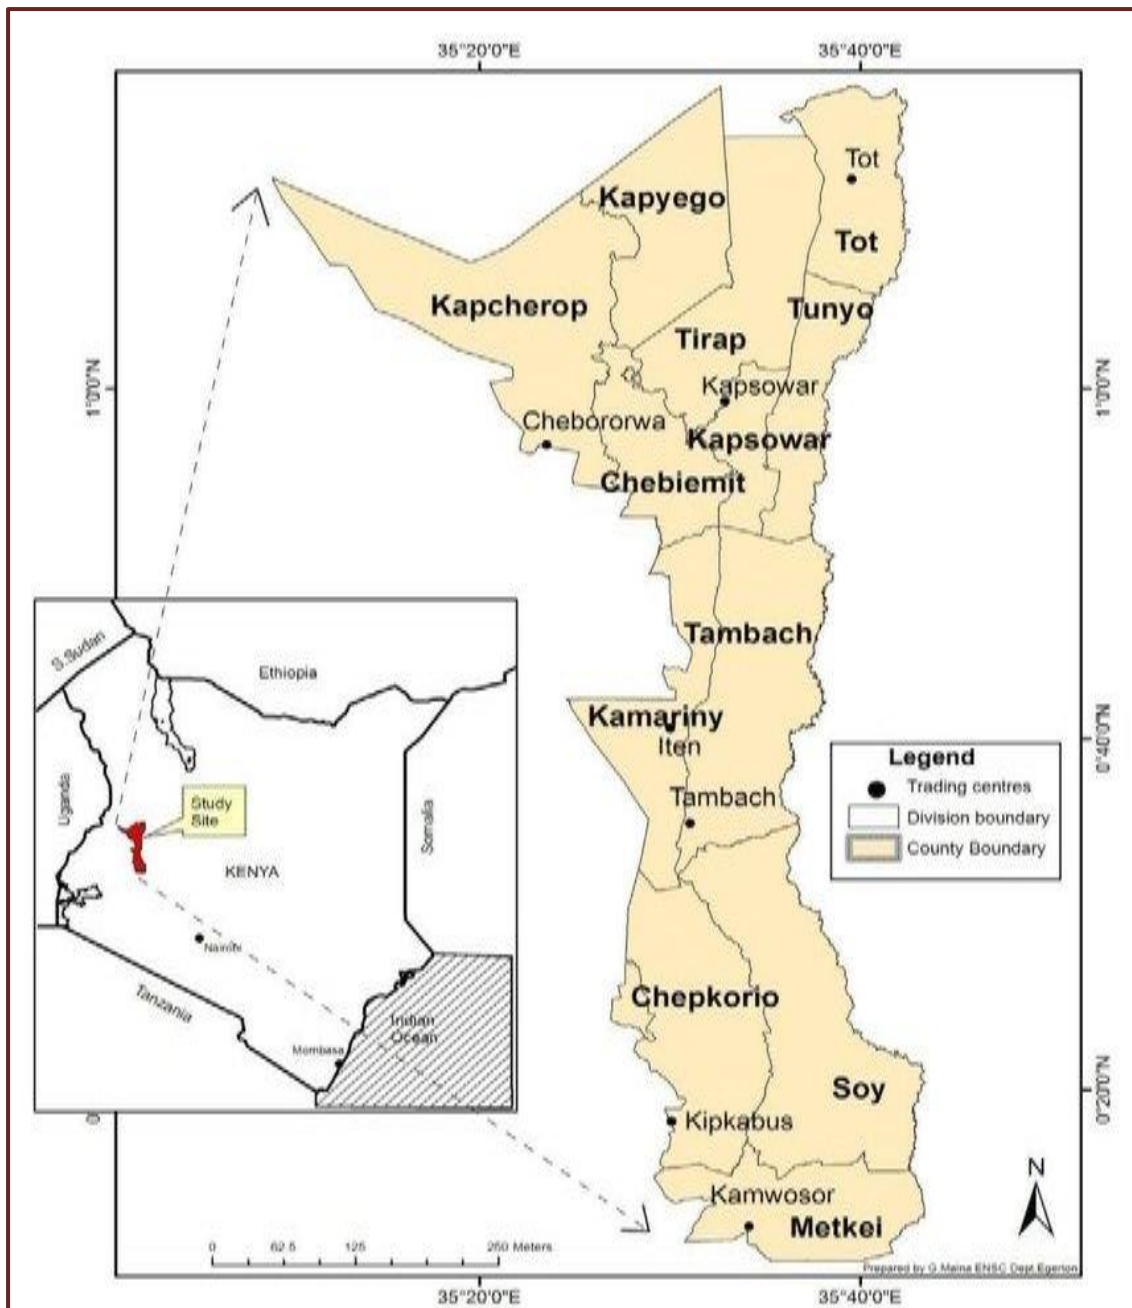 35°20'0"E
35°40'0"E
Tot
Kapyego
Tot
Kapcherop
Tunyo
Tirap
1°0'0"N
1°0'0"N
Kapsowar
Chebororwa
Kapsowar
Chebiemit
Tambach
S.Sudan
Ethiopia
Kamariny
Iten
0°40'0"N
Legend
Trading centres
Division boundary
County Boundary
Tambach
Uganda
Study
Site
Somalia
KENYA
Nairobi
Chepkorio
Tanzania
Indian
Ocean
Mombasa
Soy
0°20'0"N
0
Kipkabus
N
Kamwosor
Metkei
0 62.5 125 250 Meters
Prepared by G.Maina ENSC Dept.Egerton
35°20'0"E
35°40'0"E